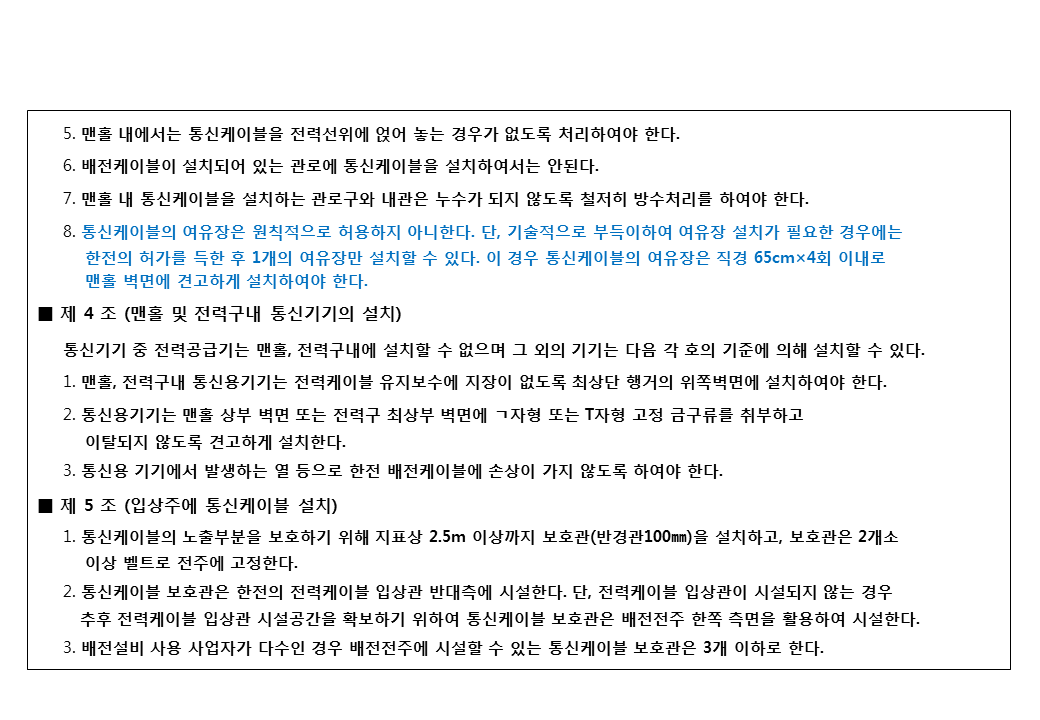 5. 맨홀 내에서는 통신케이블을 전력선위에 얹어 놓는 경우가 없도록 처리하여야 한다.
6. 배전케이블이 설치되어 있는 관로에 통신케이블을 설치하여서는 안된다.
7. 맨홀 내 통신케이블을 설치하는 관로구와 내관은 누수가 되지 않도록 철저히 방수처리를 하여야 한다.
8. 통신케이블의 여유장은 원칙적으로 허용하지 아니한다. 단, 기술적으로 부득이하여 여유장 설치가 필요한 경우에는
한전의 허가를 득한 후 1개의 여유장만 설치할 수 있다. 이 경우 통신케이블의 여유장은 직경 65cm×4회 이내로
맨홀 벽면에 견고하게 설치하여야 한다.
■ 제 4 조 (맨홀 및 전력구내 통신기기의 설치)
통신기기 중 전력공급기는 맨홀, 전력구내에 설치할 수 없으며 그 외의 기기는 다음 각 호의 기준에 의해 설치할 수 있다.
1. 맨홀, 전력구내 통신용기기는 전력케이블 유지보수에 지장이 없도록 최상단 행거의 위쪽벽면에 설치하여야 한다.
2. 통신용기기는 맨홀 상부 벽면 또는 전력구 최상부 벽면에 ㄱ자형 또는 T자형 고정 금구류를 취부하고
이탈되지 않도록 견고하게 설치한다.
3. 통신용 기기에서 발생하는 열 등으로 한전 배전케이블에 손상이 가지 않도록 하여야 한다.
■ 제 5 조 (입상주에 통신케이블 설치)
1. 통신케이블의 노출부분을 보호하기 위해 지표상 2.5m 이상까지 보호관(반경관100㎜)을 설치하고, 보호관은 2개소
이상 벨트로 전주에 고정한다.
2. 통신케이블 보호관은 한전의 전력케이블 입상관 반대측에 시설한다. 단, 전력케이블 입상관이 시설되지 않는 경우
추후 전력케이블 입상관 시설공간을 확보하기 위하여 통신케이블 보호관은 배전전주 한쪽 측면을 활용하여 시설한다.
3. 배전설비 사용 사업자가 다수인 경우 배전전주에 시설할 수 있는 통신케이블 보호관은 3개 이하로 한다.